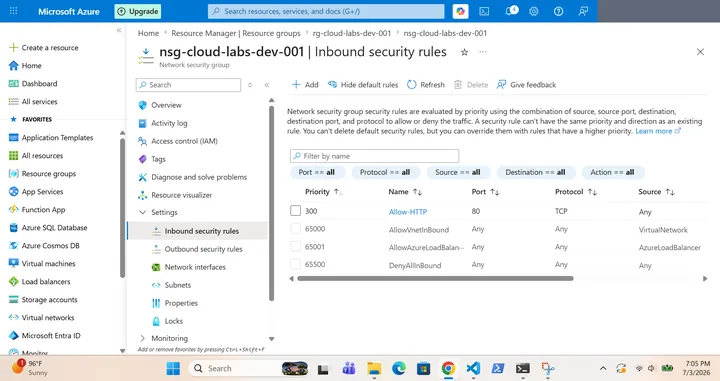 Microsoft Azure
Upgrade
Search resources, services, and docs (G+/)
4
Create a resource
Home
Dashboard
All services
FAVORITES
Application Templates
All resources
Resource groups
App Services
Function App
Azure SQL Database
Azure Cosmos DB
Virtual machines
Load balancers
Storage accounts
Virtual networks
Microsoft Entra ID
Monitor
Home > Resource Manager | Resource groups > rg-cloud-labs-dev-001 > nsg-cloud-labs-dev-001
nsg-cloud-labs-dev-001 | Inbound security rules
Network security group
Search
Overview
Activity log
Access control (IAM)
Tags
Diagnose and solve problems
Resource visualizer
Settings
Inbound security rules
Outbound security rules
Network interfaces
Subnets
Properties
Locks
Monitoring
Add or remove favorites by pressing Ctrl+Shift+F
Add Hide default rules Refresh Delete Give feedback
Network security group security rules are evaluated by priority using the combination of source, source port, destination,
destination port, and protocol to allow or deny the traffic. A security rule can't have the same priority and direction as an existing
rule. You can't delete default security rules, but you can override them with rules that have a higher priority. Learn more
Filter by name
Port == all Protocol == all Source == all Destination == all Action == all
Priority Name Port Protocol Source
300 Allow-HTTP 80 TCP Any
65000 AllowVnetInBound Any Any VirtualNetwork
65001 AllowAzureLoadBalan... Any Any AzureLoadBalancer
65500 DenyAllInBound Any Any Any
1
96°F
Sunny
Search
7:05 PM
7/3/2026